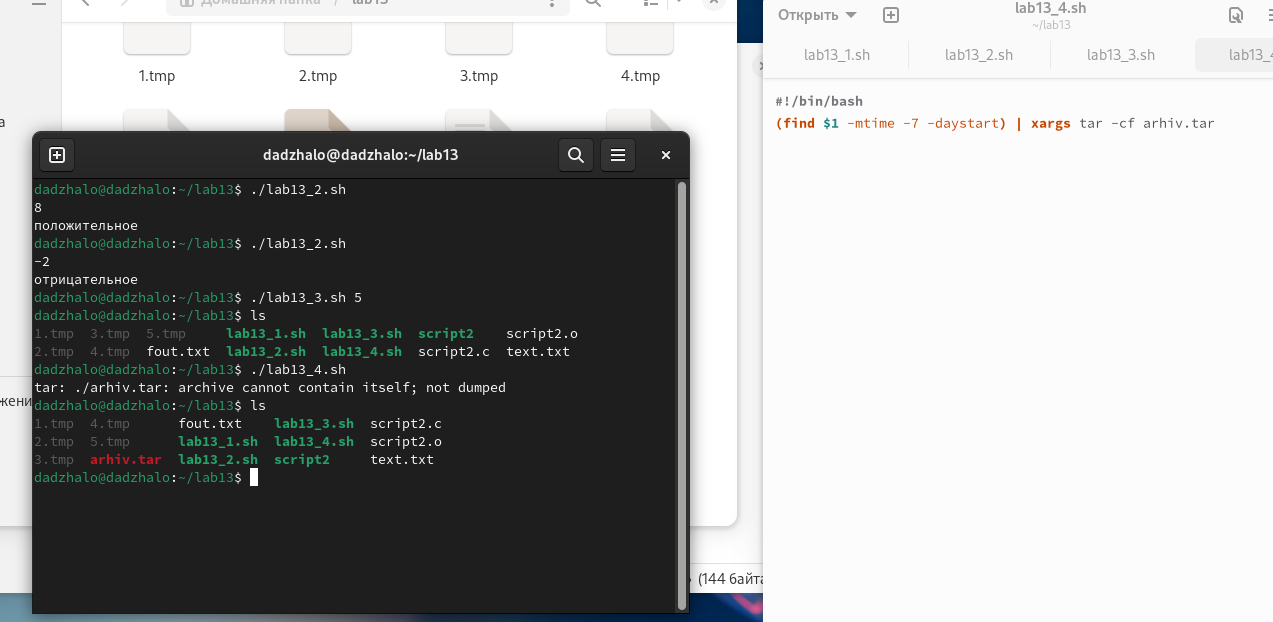 Домашняя папка / lab13
1.tmp 2.tmp 3.tmp 4.tmp
(144 байта
dadzhalo@dadzhalo:~/lab13
dadzhalo@dadzhalo:~/lab13$ ./lab13_2.sh
8
положительное
dadzhalo@dadzhalo:~/lab13$ ./lab13_2.sh
-2
отрицательное
dadzhalo@dadzhalo:~/lab13$ ./lab13_3.sh 5
dadzhalo@dadzhalo:~/lab13$ ls
1.tmp 3.tmp 5.tmp lab13_1.sh lab13_3.sh script2 script2.o
2.tmp 4.tmp fout.txt lab13_2.sh lab13_4.sh script2.c text.txt
dadzhalo@dadzhalo:~/lab13$ ./lab13_4.sh
tar: ./arhiv.tar: archive cannot contain itself; not dumped
dadzhalo@dadzhalo:~/lab13$ ls
1.tmp 4.tmp fout.txt lab13_3.sh script2.c
2.tmp 5.tmp lab13_1.sh lab13_4.sh script2.o
3.tmp arhiv.tar lab13_2.sh script2 text.txt
dadzhalo@dadzhalo:~/lab13$
Открыть
lab13_4.sh
~/lab13
lab13_1.sh lab13_2.sh lab13_3.sh lab13_4
#!/bin/bash
(find $1 -mtime -7 -daystart) | xargs tar -cf arhiv.tar